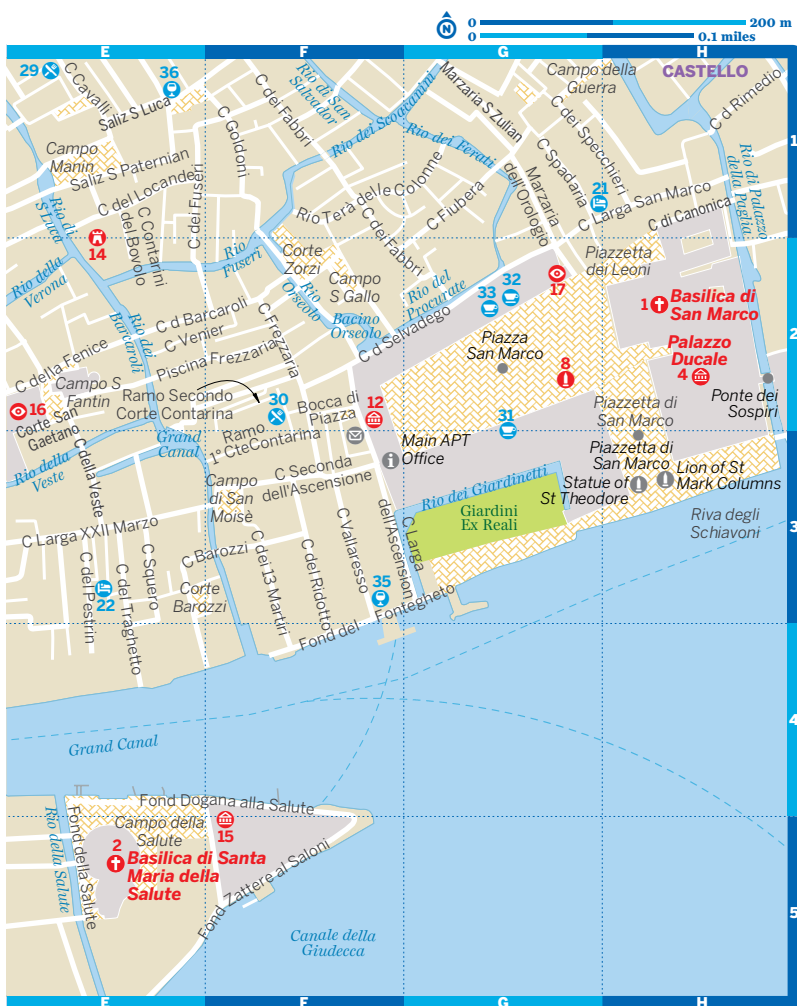 N
0
200 m
0
0.1 miles
E
F
G
H
29
36
C Cavalli
Saliz S Luca
C Goldoni
C dei Fabbri
Rio di San
Salvador
Rio dei Scoacamini
Marzaria S Zulian
Campo della
Guerra
CASTELLO
C d Rimedio
1
Campo
Manin
Saliz S Paternian
C del Locande
C dei Fuseri
Rio dei Ferati
C dei Specchieri
C Spadaria
Marzaria
dell'Orologio
21
C Larga San Marco
C di Canonica
Rio di Palazzo
della Paglia
Rio di
S Luca
C Contarini
del Bovolo
14
Rio Terà delle Colonne
C Fiubera
C dei Fabbri
Rio
Fuseri
Corte
Zorzi
Campo
S Gallo
Rio
Orseolo
Bacino
Orseolo
Rio del
Procurate
Piazzetta
dei Leoni
17
32
33
Rio della
Verona
Rio dei
Barcaroli
C d Barcaroli
C Venier
Piscina Frezzaria
C Frezzaria
C d Selvadego
Piazza
San Marco
1
Basilica di
San Marco
2
Palazzo
Ducale
4
8
C della Fenice
Campo S
Fantin
Ramo Secondo
Corte Contarina
30
Bocca di
Piazza
12
16
Corte San
Gaetano
Grand
Canal
Ramo
1° Cte Contarina
31
Main APT
Office
Piazzetta di
San Marco
Ponte dei
Sospiri
Piazzetta di
San Marco
Rio della
Veste
C della Veste
Campo
di San
Moisè
C Seconda
dell'Ascensione
Rio dei Giardinetti
Statue of
St Theodore
Lion of St
Mark Columns
Giardini
Ex Reali
Riva degli
Schiavoni
3
C Larga XXII Marzo
C Vallaresso
C Larga
dell'Ascension
C Barozzi
C del Pestrin
C del Traghetto
C Squero
22
Corte
Barozzi
C dei 13 Martiri
C del Ridotto
35
Fond del Fontegheto
4
Grand Canal
Fond Dogana alla Salute
Campo della
Salute
15
Rio della Salute
Fond della Salute
2
Basilica di Santa
Maria della
Salute
Fond Zattere ai Saloni
5
Canale della
Giudecca
E
F
G
H